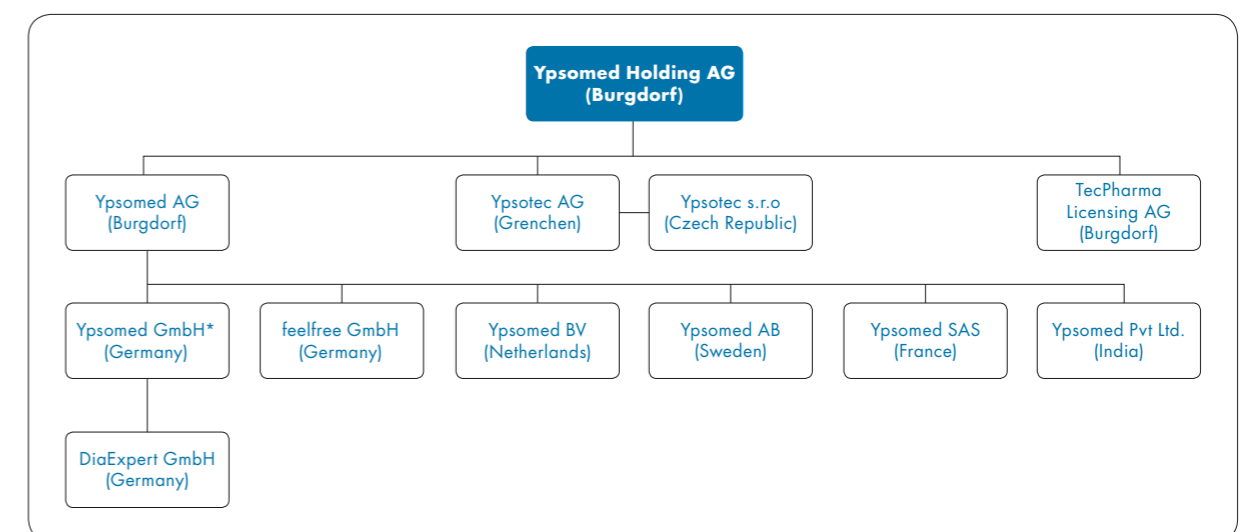 Ypsomed Holding AG
(Burgdorf)
Ypsomed AG
(Burgdorf)
Ypsotec AG
(Grenchen)
Ypsotec s.r.o
(Czech Republic)
TecPharma
Licensing AG
(Burgdorf)
Ypsomed GmbH*
(Germany)
feelfree GmbH
(Germany)
Ypsomed BV
(Netherlands)
Ypsomed AB
(Sweden)
Ypsomed SAS
(France)
Ypsomed Pvt Ltd.
(India)
DiaExpert GmbH
(Germany)